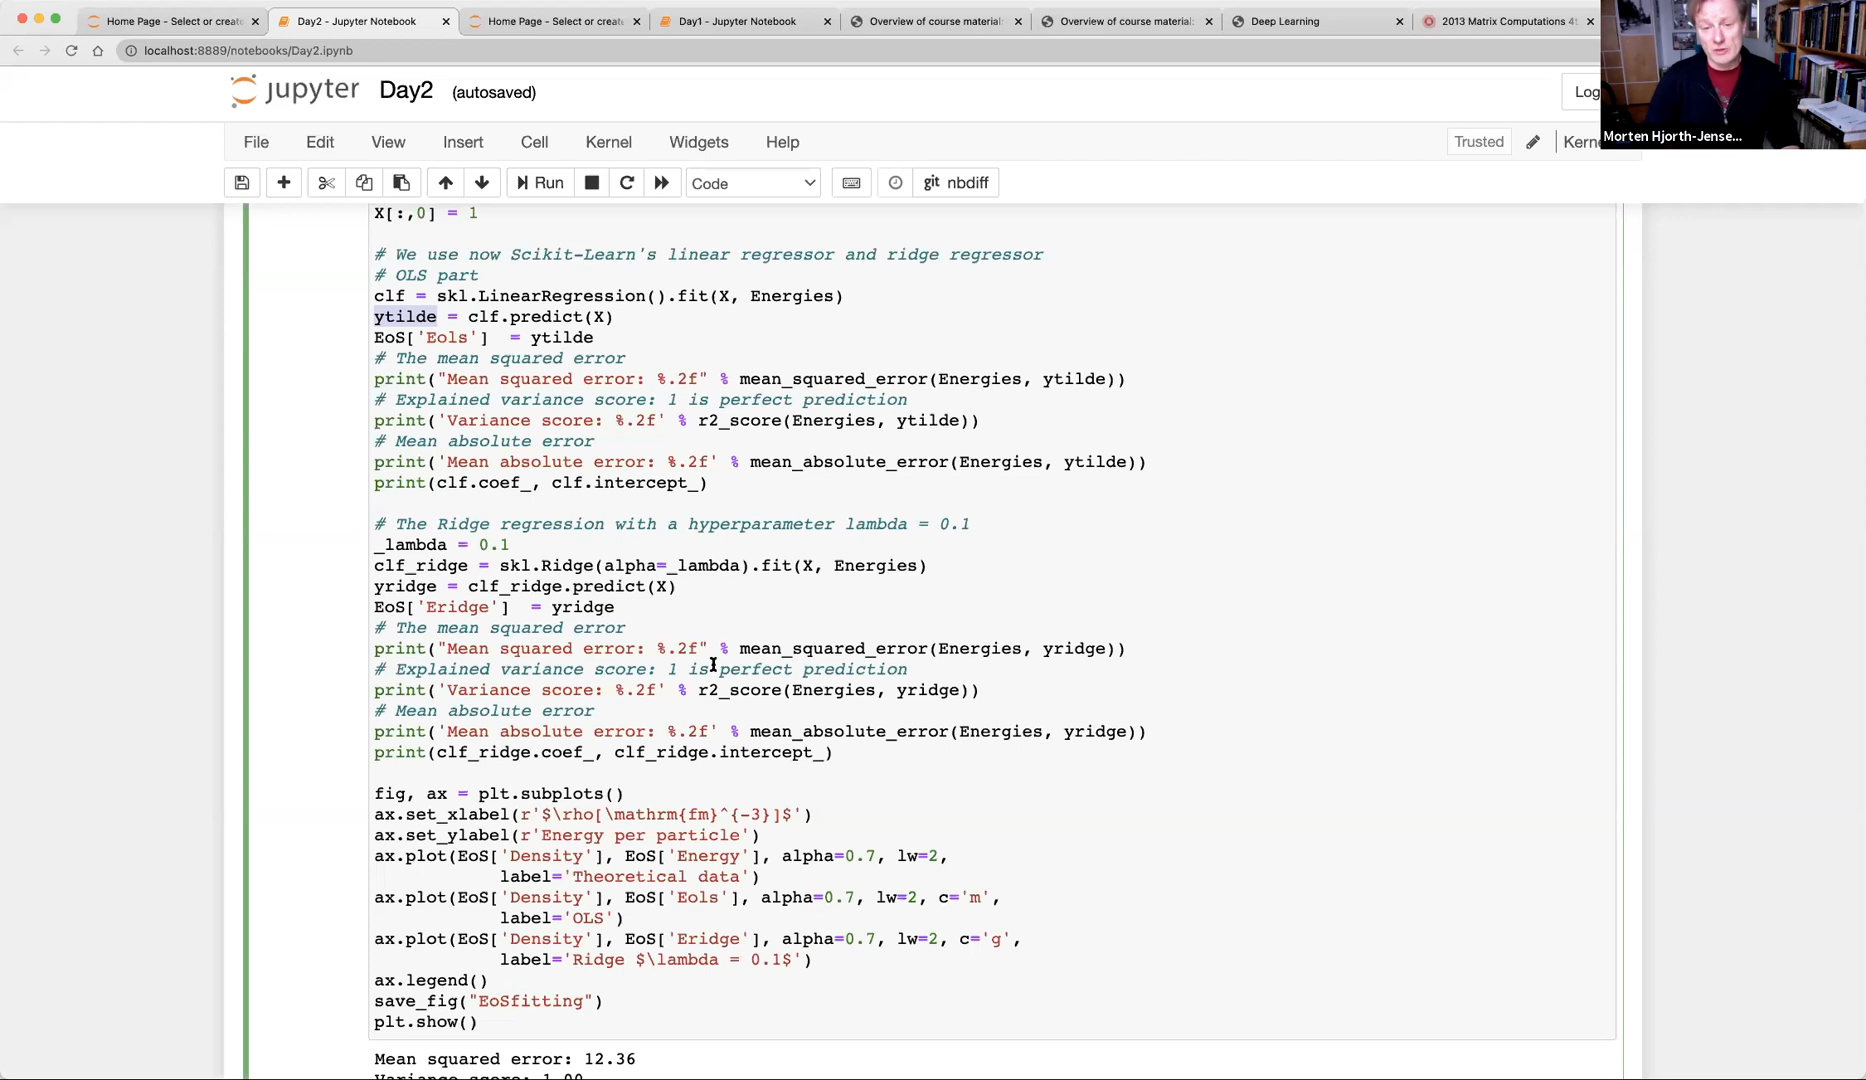 Home Page - Select or create
Day2 - Jupyter Notebook
Home Page - Select or create
Day1 - Jupyter Notebook
Overview of course material:
Overview of course material:
Deep Learning
2013 Matrix Computations 4t
localhost:8889/notebooks/Day2.ipynb
jupyter Day2 (autosaved)
Log
File Edit View Insert Cell Kernel Widgets Help
Trusted
Kerne
Morten Hjorth-Jense...
Run
Code
git nbdiff
X[:,0] = 1
# We use now Scikit-Learn's linear regressor and ridge regressor
# OLS part
clf = skl.LinearRegression().fit(X, Energies)
ytilde = clf.predict(X)
EoS['Eols']  = ytilde
# The mean squared error
print("Mean squared error: %.2f" % mean_squared_error(Energies, ytilde))
# Explained variance score: 1 is perfect prediction
print('Variance score: %.2f' % r2_score(Energies, ytilde))
# Mean absolute error
print('Mean absolute error: %.2f' % mean_absolute_error(Energies, ytilde))
print(clf.coef_, clf.intercept_)
# The Ridge regression with a hyperparameter lambda = 0.1
_lambda = 0.1
clf_ridge = skl.Ridge(alpha=_lambda).fit(X, Energies)
yridge = clf_ridge.predict(X)
EoS['Eridge']  = yridge
# The mean squared error
print("Mean squared error: %.2f" % mean_squared_error(Energies, yridge))
# Explained variance score: 1 is perfect prediction
print('Variance score: %.2f' % r2_score(Energies, yridge))
# Mean absolute error
print('Mean absolute error: %.2f' % mean_absolute_error(Energies, yridge))
print(clf_ridge.coef_, clf_ridge.intercept_)
fig, ax = plt.subplots()
ax.set_xlabel(r'$\rho[\mathrm{fm}^{-3}]$')
ax.set_ylabel(r'Energy per particle')
ax.plot(EoS['Density'], EoS['Energy'], alpha=0.7, lw=2,
label='Theoretical data')
ax.plot(EoS['Density'], EoS['Eols'], alpha=0.7, lw=2, c='m',
label='OLS')
ax.plot(EoS['Density'], EoS['Eridge'], alpha=0.7, lw=2, c='g',
label='Ridge $\lambda = 0.1$')
ax.legend()
save_fig("EoSfitting")
plt.show()
Mean squared error: 12.36
Variance score: 1.00